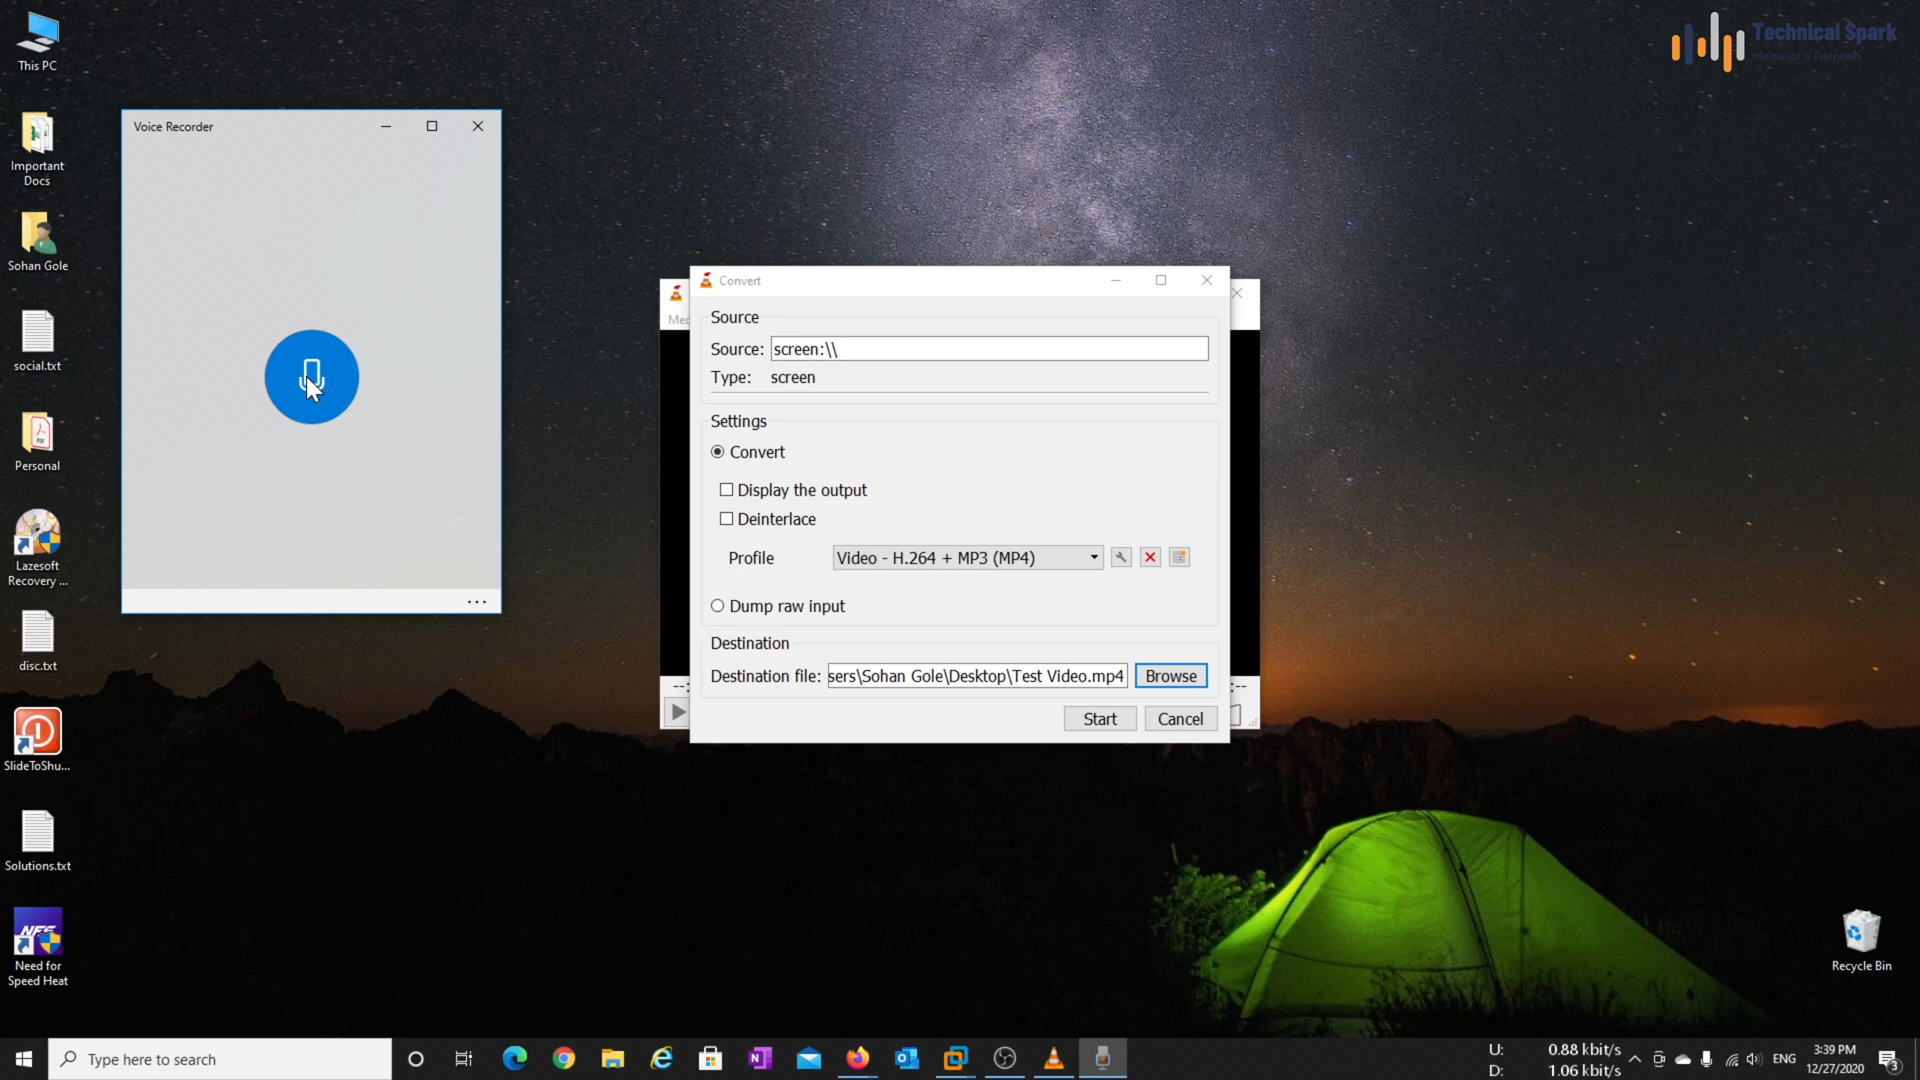 This PC
Important
Docs
Sohan Gole
social.txt
Personal
Lazesoft
Recovery ...
disc.txt
SlideToShu...
Solutions.txt
NFS
Need for
Speed Heat
Voice Recorder
...
Technical Spark
Information is Everywhere
Convert
Source
Source: screen:\\
Type: screen
Settings
Convert
Display the output
Deinterlace
Profile Video - H.264 + MP3 (MP4)
Dump raw input
Destination
Destination file: sers\Sohan Gole\Desktop\Test Video.mp4 Browse
Start Cancel
Recycle Bin
Type here to search
U: 0.88 kbit/s
D: 1.06 kbit/s
ENG
3:39 PM
12/27/2020
3